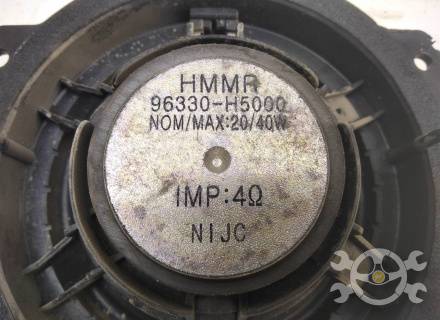 HMMR
96330-H5000
NOM/MAX:20/40W
IMP:4Ω
NIJC